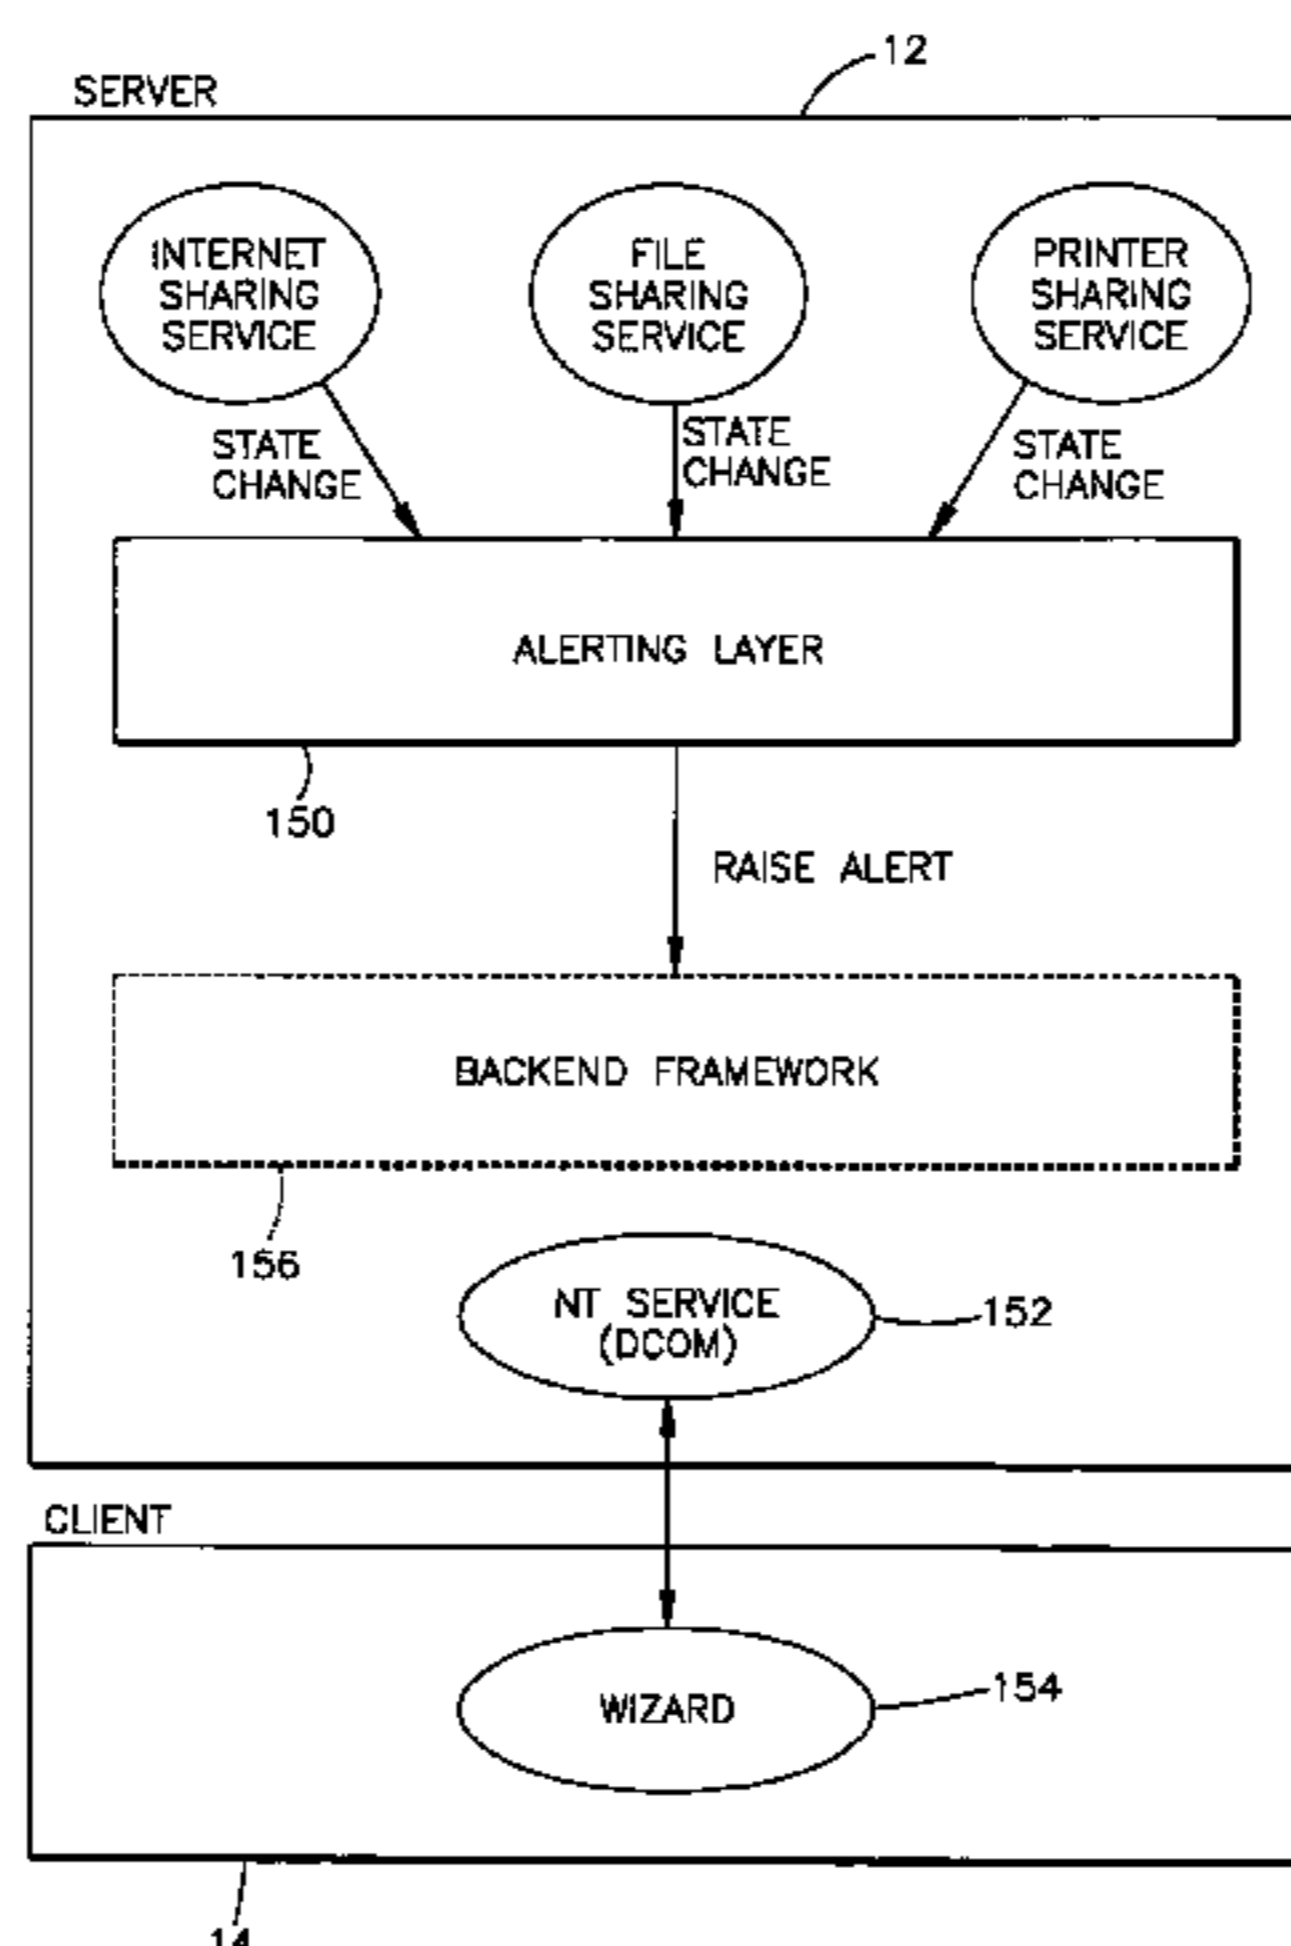 12
SERVER
INTERNET
SHARING
SERVICE
FILE
SHARING
SERVICE
PRINTER
SHARING
SERVICE
STATE
CHANGE
STATE
CHANGE
STATE
CHANGE
ALERTING LAYER
150
RAISE ALERT
BACKEND FRAMEWORK
156
NT SERVICE
(DCOM)
152
CLIENT
WIZARD
154
14